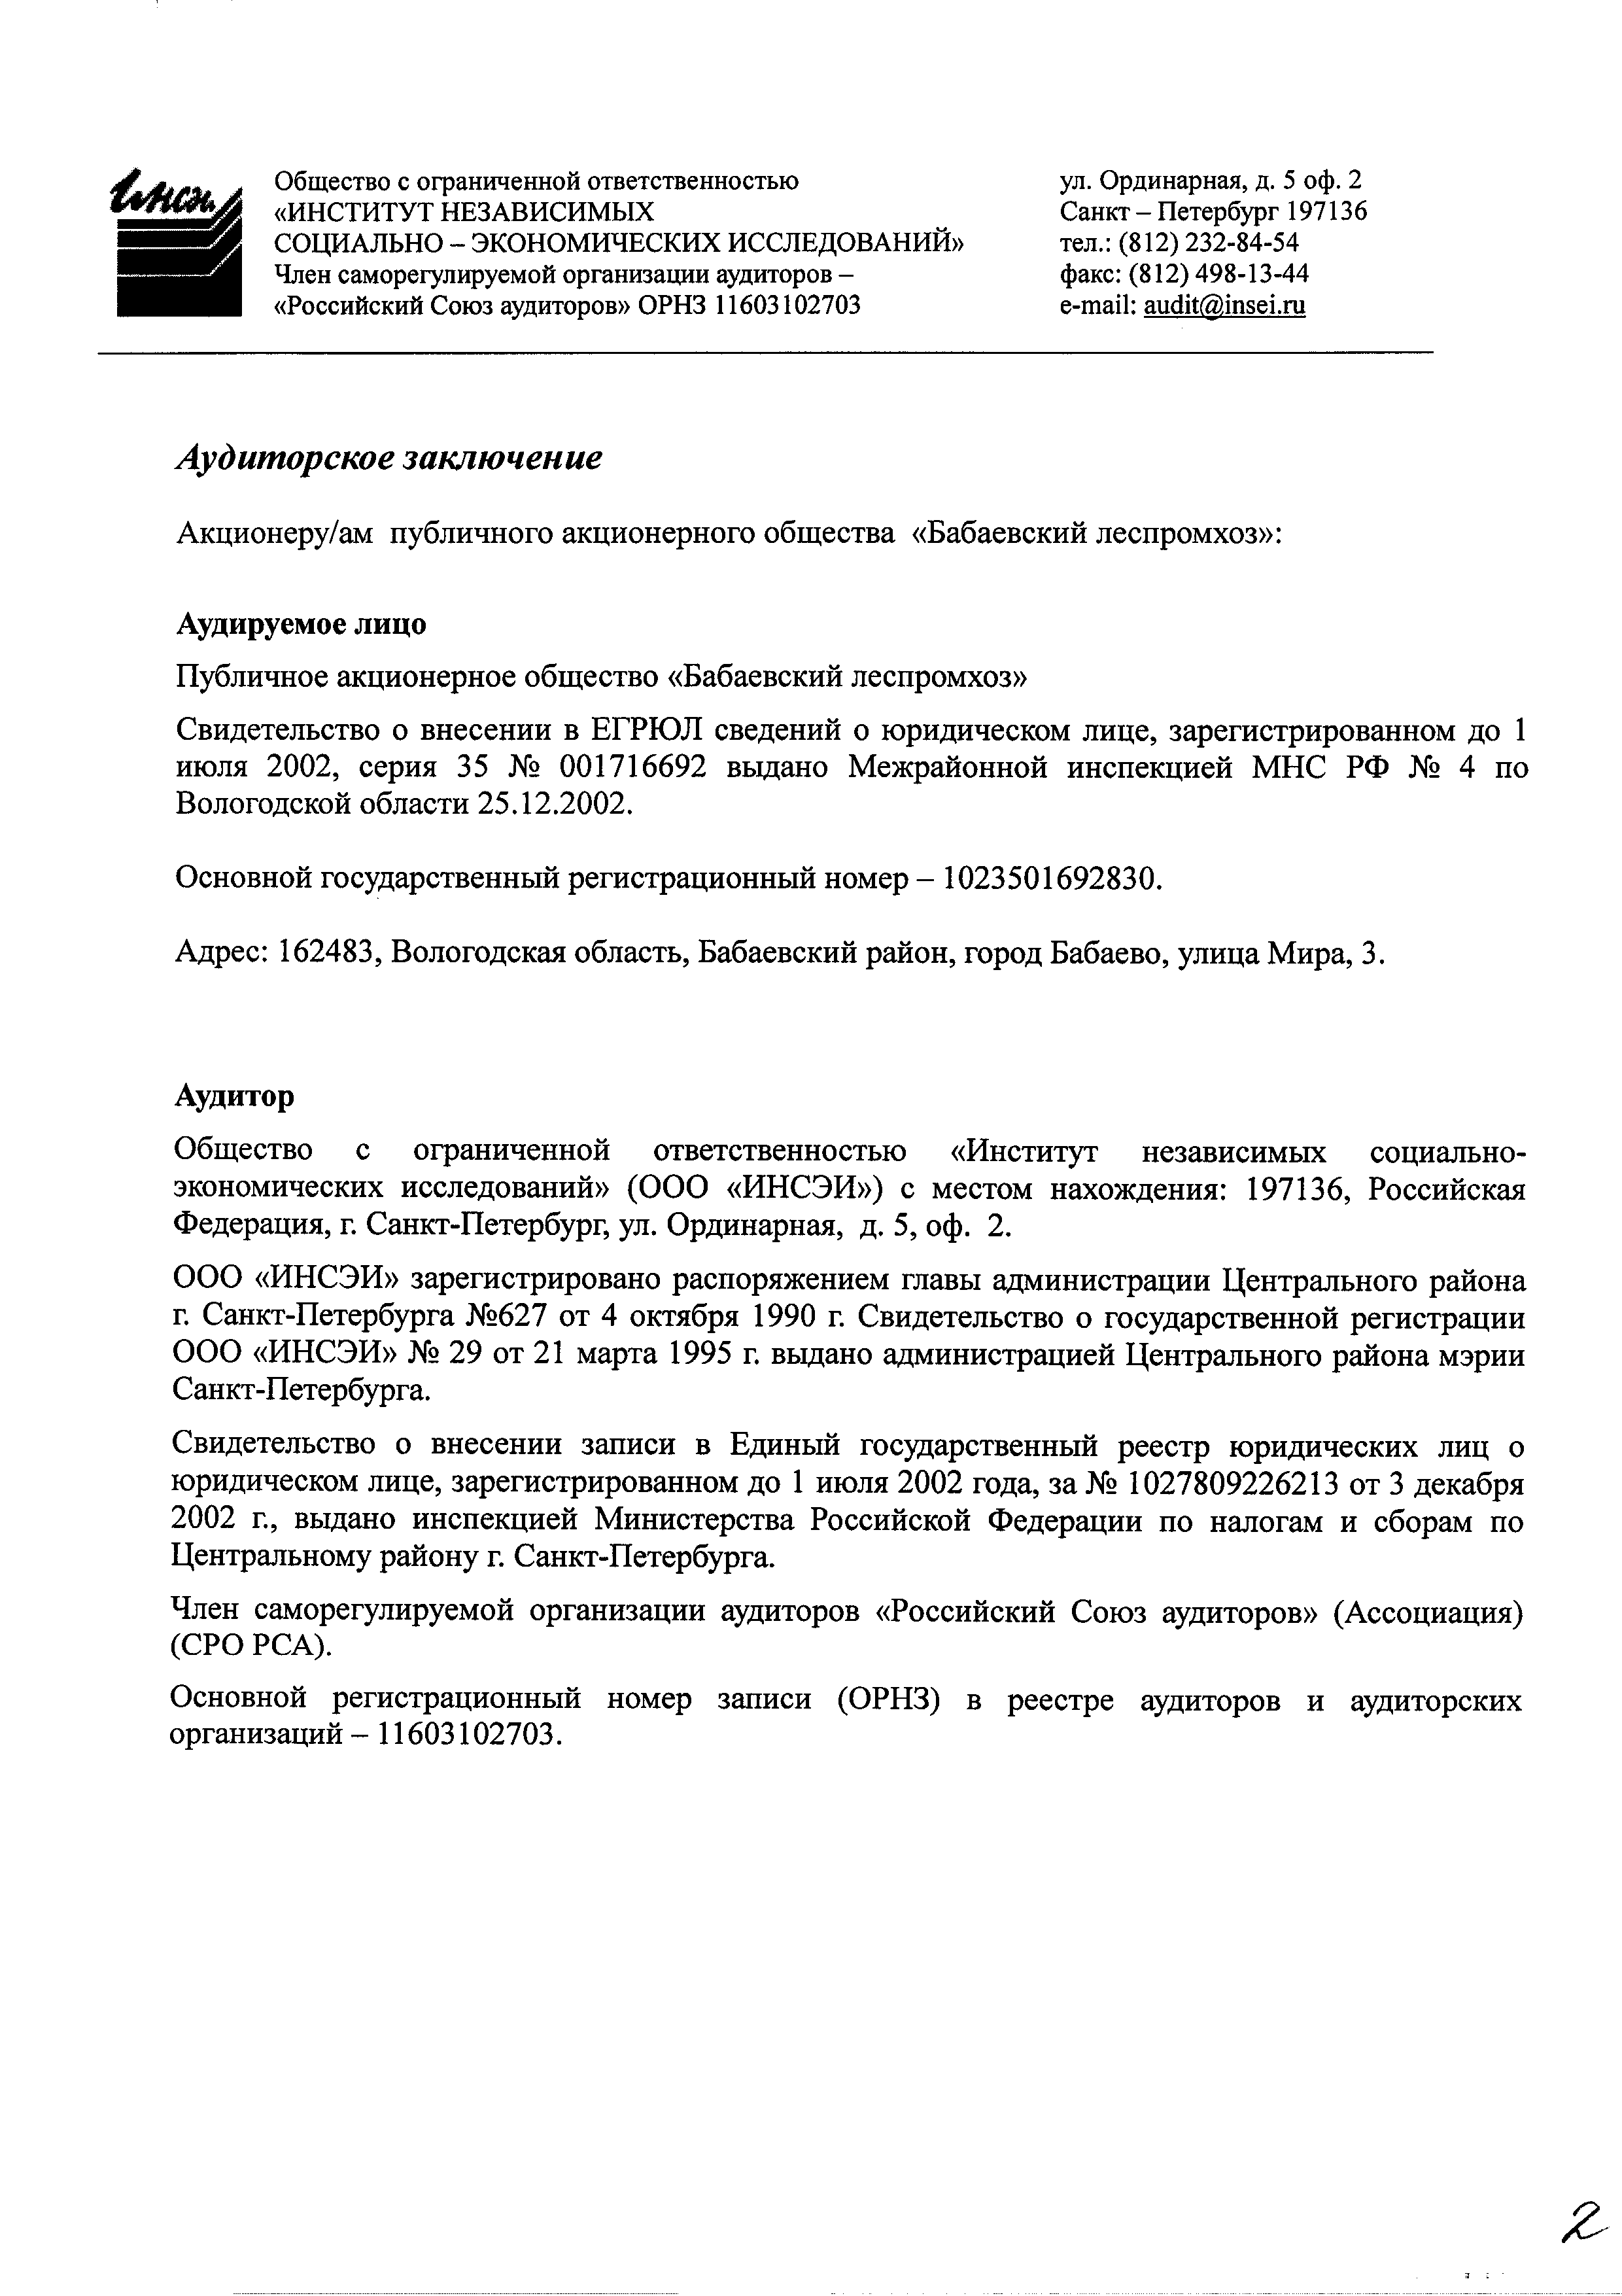 инсэи
Общество с ограниченной ответственностью
«ИНСТИТУТ НЕЗАВИСИМЫХ
СОЦИАЛЬНО – ЭКОНОМИЧЕСКИХ ИССЛЕДОВАНИЙ»
Член саморегулируемой организации аудиторов –
«Российский Союз аудиторов» ОРНЗ 11603102703
ул. Ординарная, д. 5 оф. 2
Санкт – Петербург 197136
тел.: (812) 232-84-54
факс: (812) 498-13-44
e-mail: audit@insei.ru
Аудиторское заключение
Акционеру/ам публичного акционерного общества «Бабаевский леспромхоз»:
Аудируемое лицо
Публичное акционерное общество «Бабаевский леспромхоз»
Свидетельство о внесении в ЕГРЮЛ сведений о юридическом лице, зарегистрированном до 1
июля 2002, серия 35 № 001716692 выдано Межрайонной инспекцией МНС РФ № 4 по
Вологодской области 25.12.2002.
Основной государственный регистрационный номер – 1023501692830.
Адрес: 162483, Вологодская область, Бабаевский район, город Бабаево, улица Мира, 3.
Аудитор
Общество с ограниченной ответственностью «Институт независимых социально-
экономических исследований» (ООО «ИНСЭИ») с местом нахождения: 197136, Российская
Федерация, г. Санкт-Петербург, ул. Ординарная, д. 5, оф. 2.
ООО «ИНСЭИ» зарегистрировано распоряжением главы администрации Центрального района
г. Санкт-Петербурга №627 от 4 октября 1990 г. Свидетельство о государственной регистрации
ООО «ИНСЭИ» № 29 от 21 марта 1995 г. выдано администрацией Центрального района мэрии
Санкт-Петербурга.
Свидетельство о внесении записи в Единый государственный реестр юридических лиц о
юридическом лице, зарегистрированном до 1 июля 2002 года, за № 1027809226213 от 3 декабря
2002 г., выдано инспекцией Министерства Российской Федерации по налогам и сборам по
Центральному району г. Санкт-Петербурга.
Член саморегулируемой организации аудиторов «Российский Союз аудиторов» (Ассоциация)
(СРО РСА).
Основной регистрационный номер записи (ОРНЗ) в реестре аудиторов и аудиторских
организаций – 11603102703.
2